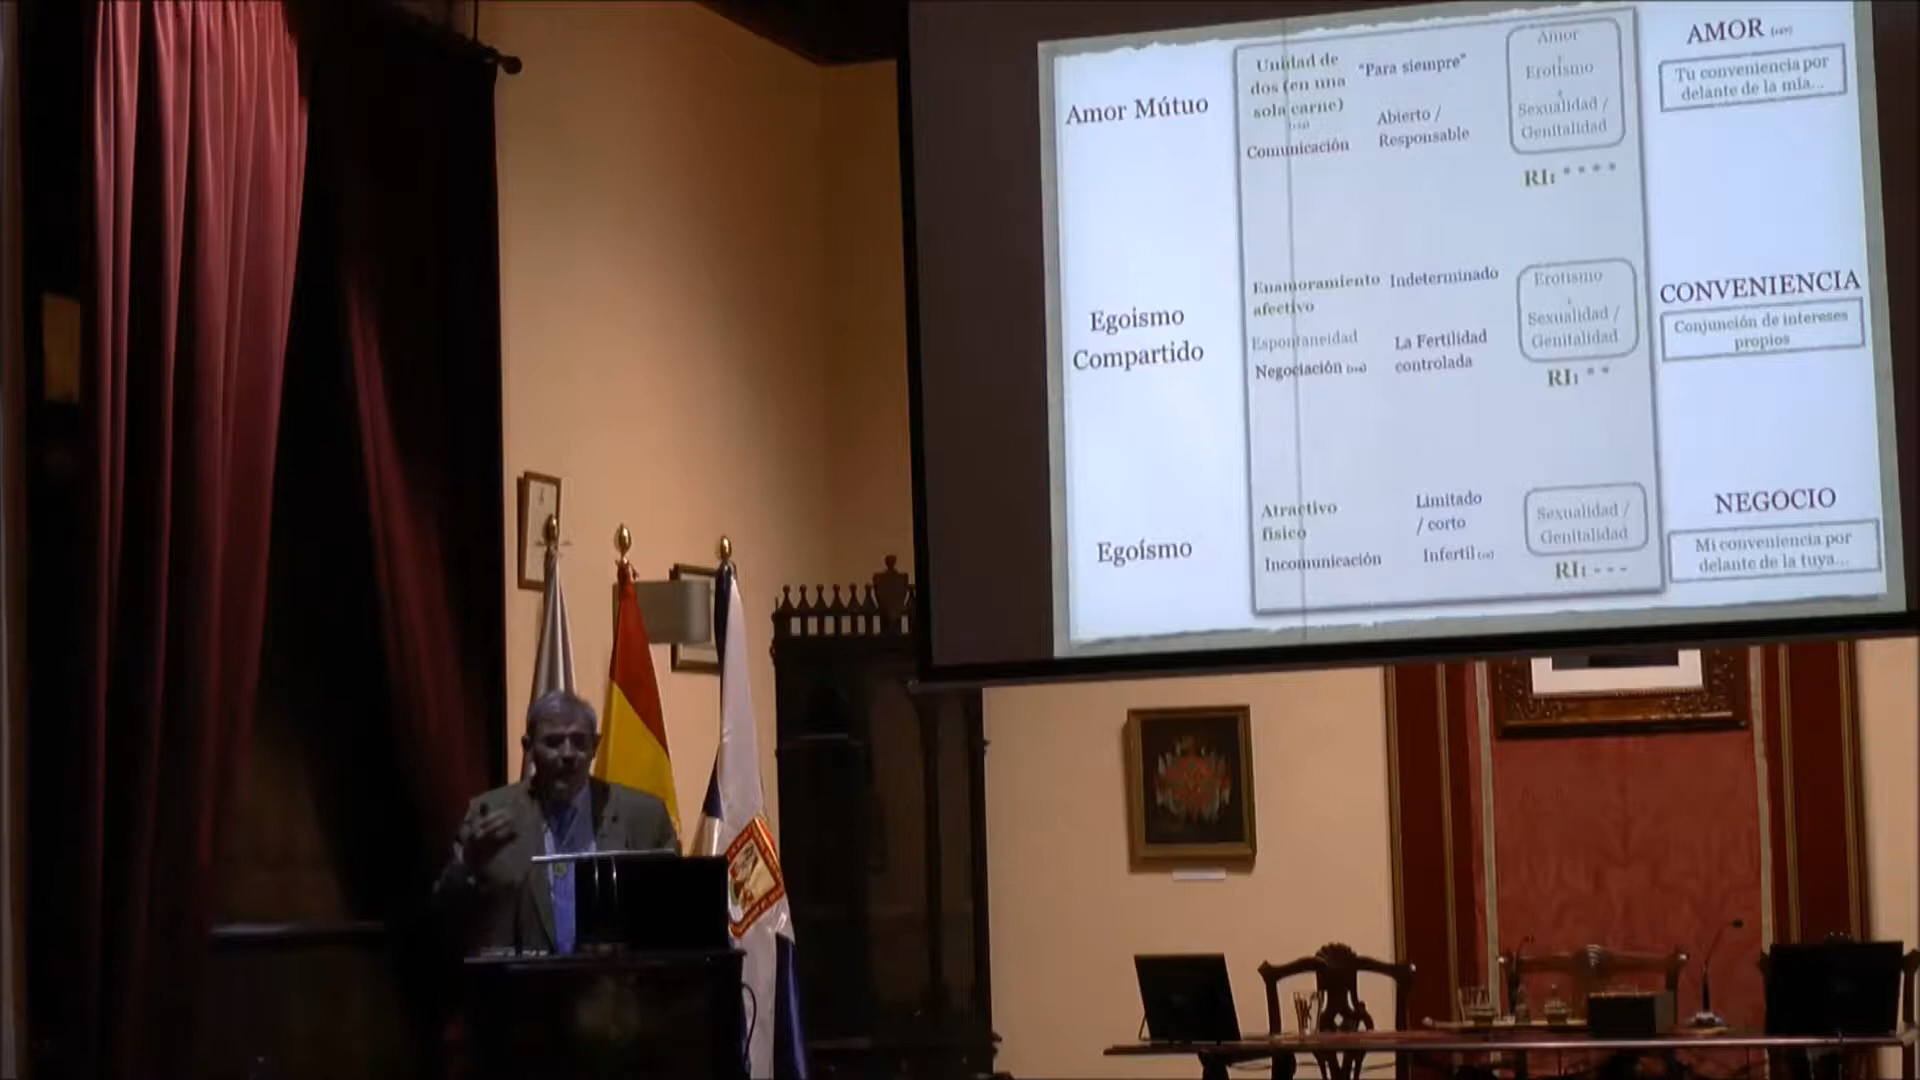 Amor Mútuo
Unidad de
dos (en una
sola carne)
Comunicación
"Para siempre"
Abierto /
Responsable
Amor
+
Erotismo
+
Sexualidad /
Genitalidad
RI: * * * *
AMOR
Tu conveniencia por
delante de la mía...
Egoismo
Compartido
Enamoramiento
afectivo
Espontaneidad
Negociación
Indeterminado
La Fertilidad
controlada
Erotismo
+
Sexualidad /
Genitalidad
RI: * *
CONVENIENCIA
Conjunción de intereses
propios
Egoísmo
Atractivo
físico
Incomunicación
Limitado
/ corto
Infertil
Sexualidad /
Genitalidad
RI: - - -
NEGOCIO
Mi conveniencia por
delante de la tuya...